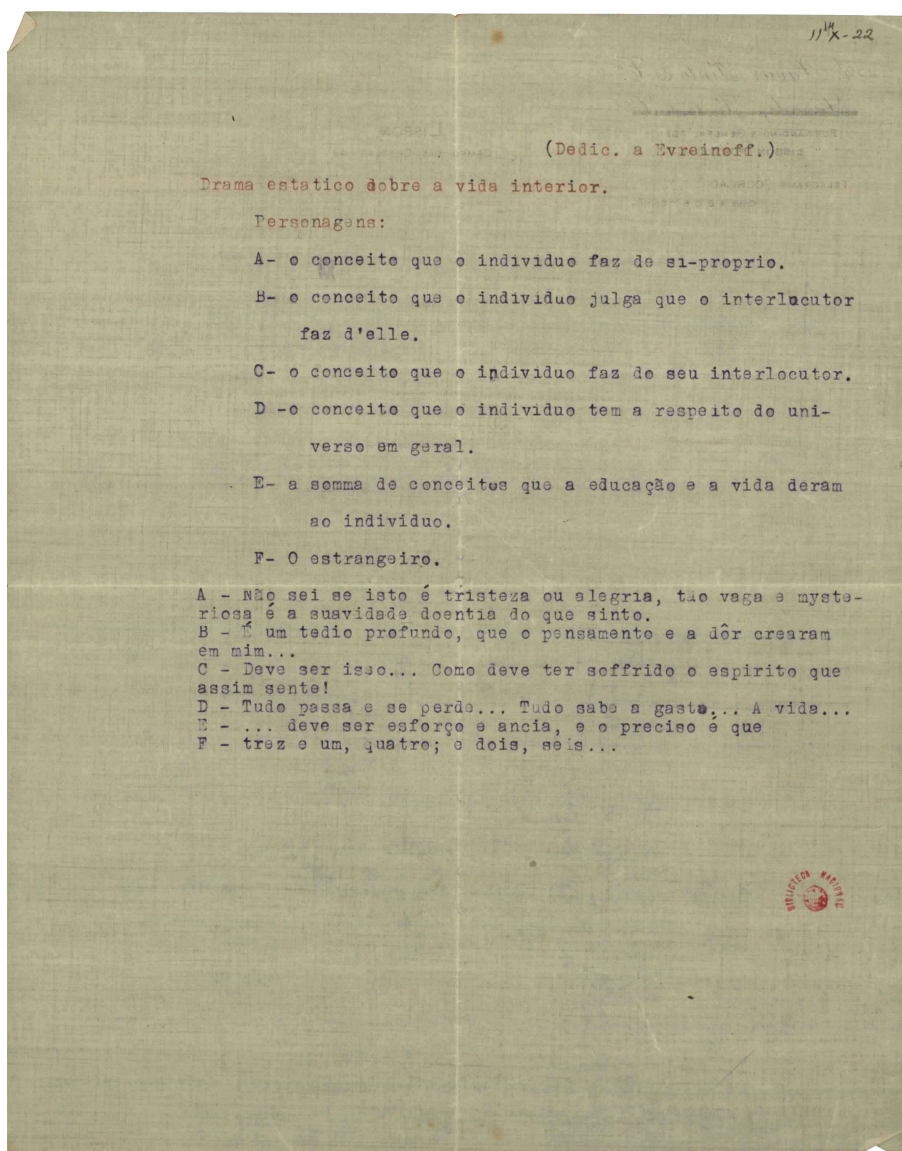 11¹⁴X-22
LISBON
(Dedic. a Evreinoff.)
Drama estatico dobre a vida interior.
Personagens:
A- o conceito que o individuo faz de si-proprio.
B- o conceito que o individuo julga que o interlocutor
faz d'elle.
C- o conceito que o individuo faz do seu interlocutor.
D -o conceito que o individuo tem a respeito do uni-
verso em geral.
E- a somma de conceitos que a educação e a vida deram
ao individuo.
F- O estrangeiro.
A - Não sei se isto é tristeza ou alegria, tão vaga e myste-
riosa é a suavidade doentia do que sinto.
B - É um tedio profundo, que o pensamento e a dôr crearam
em mim...
C - Deve ser isso... Como deve ter soffrido o espirito que
assim sente!
D - Tudo passa e se perde... Tudo sabe a gasto... A vida...
E - ... deve ser esforço e ancia, e o preciso é que
F - trez e um, quatro; e dois, seis...
BIBLIOTECA NACIONAL